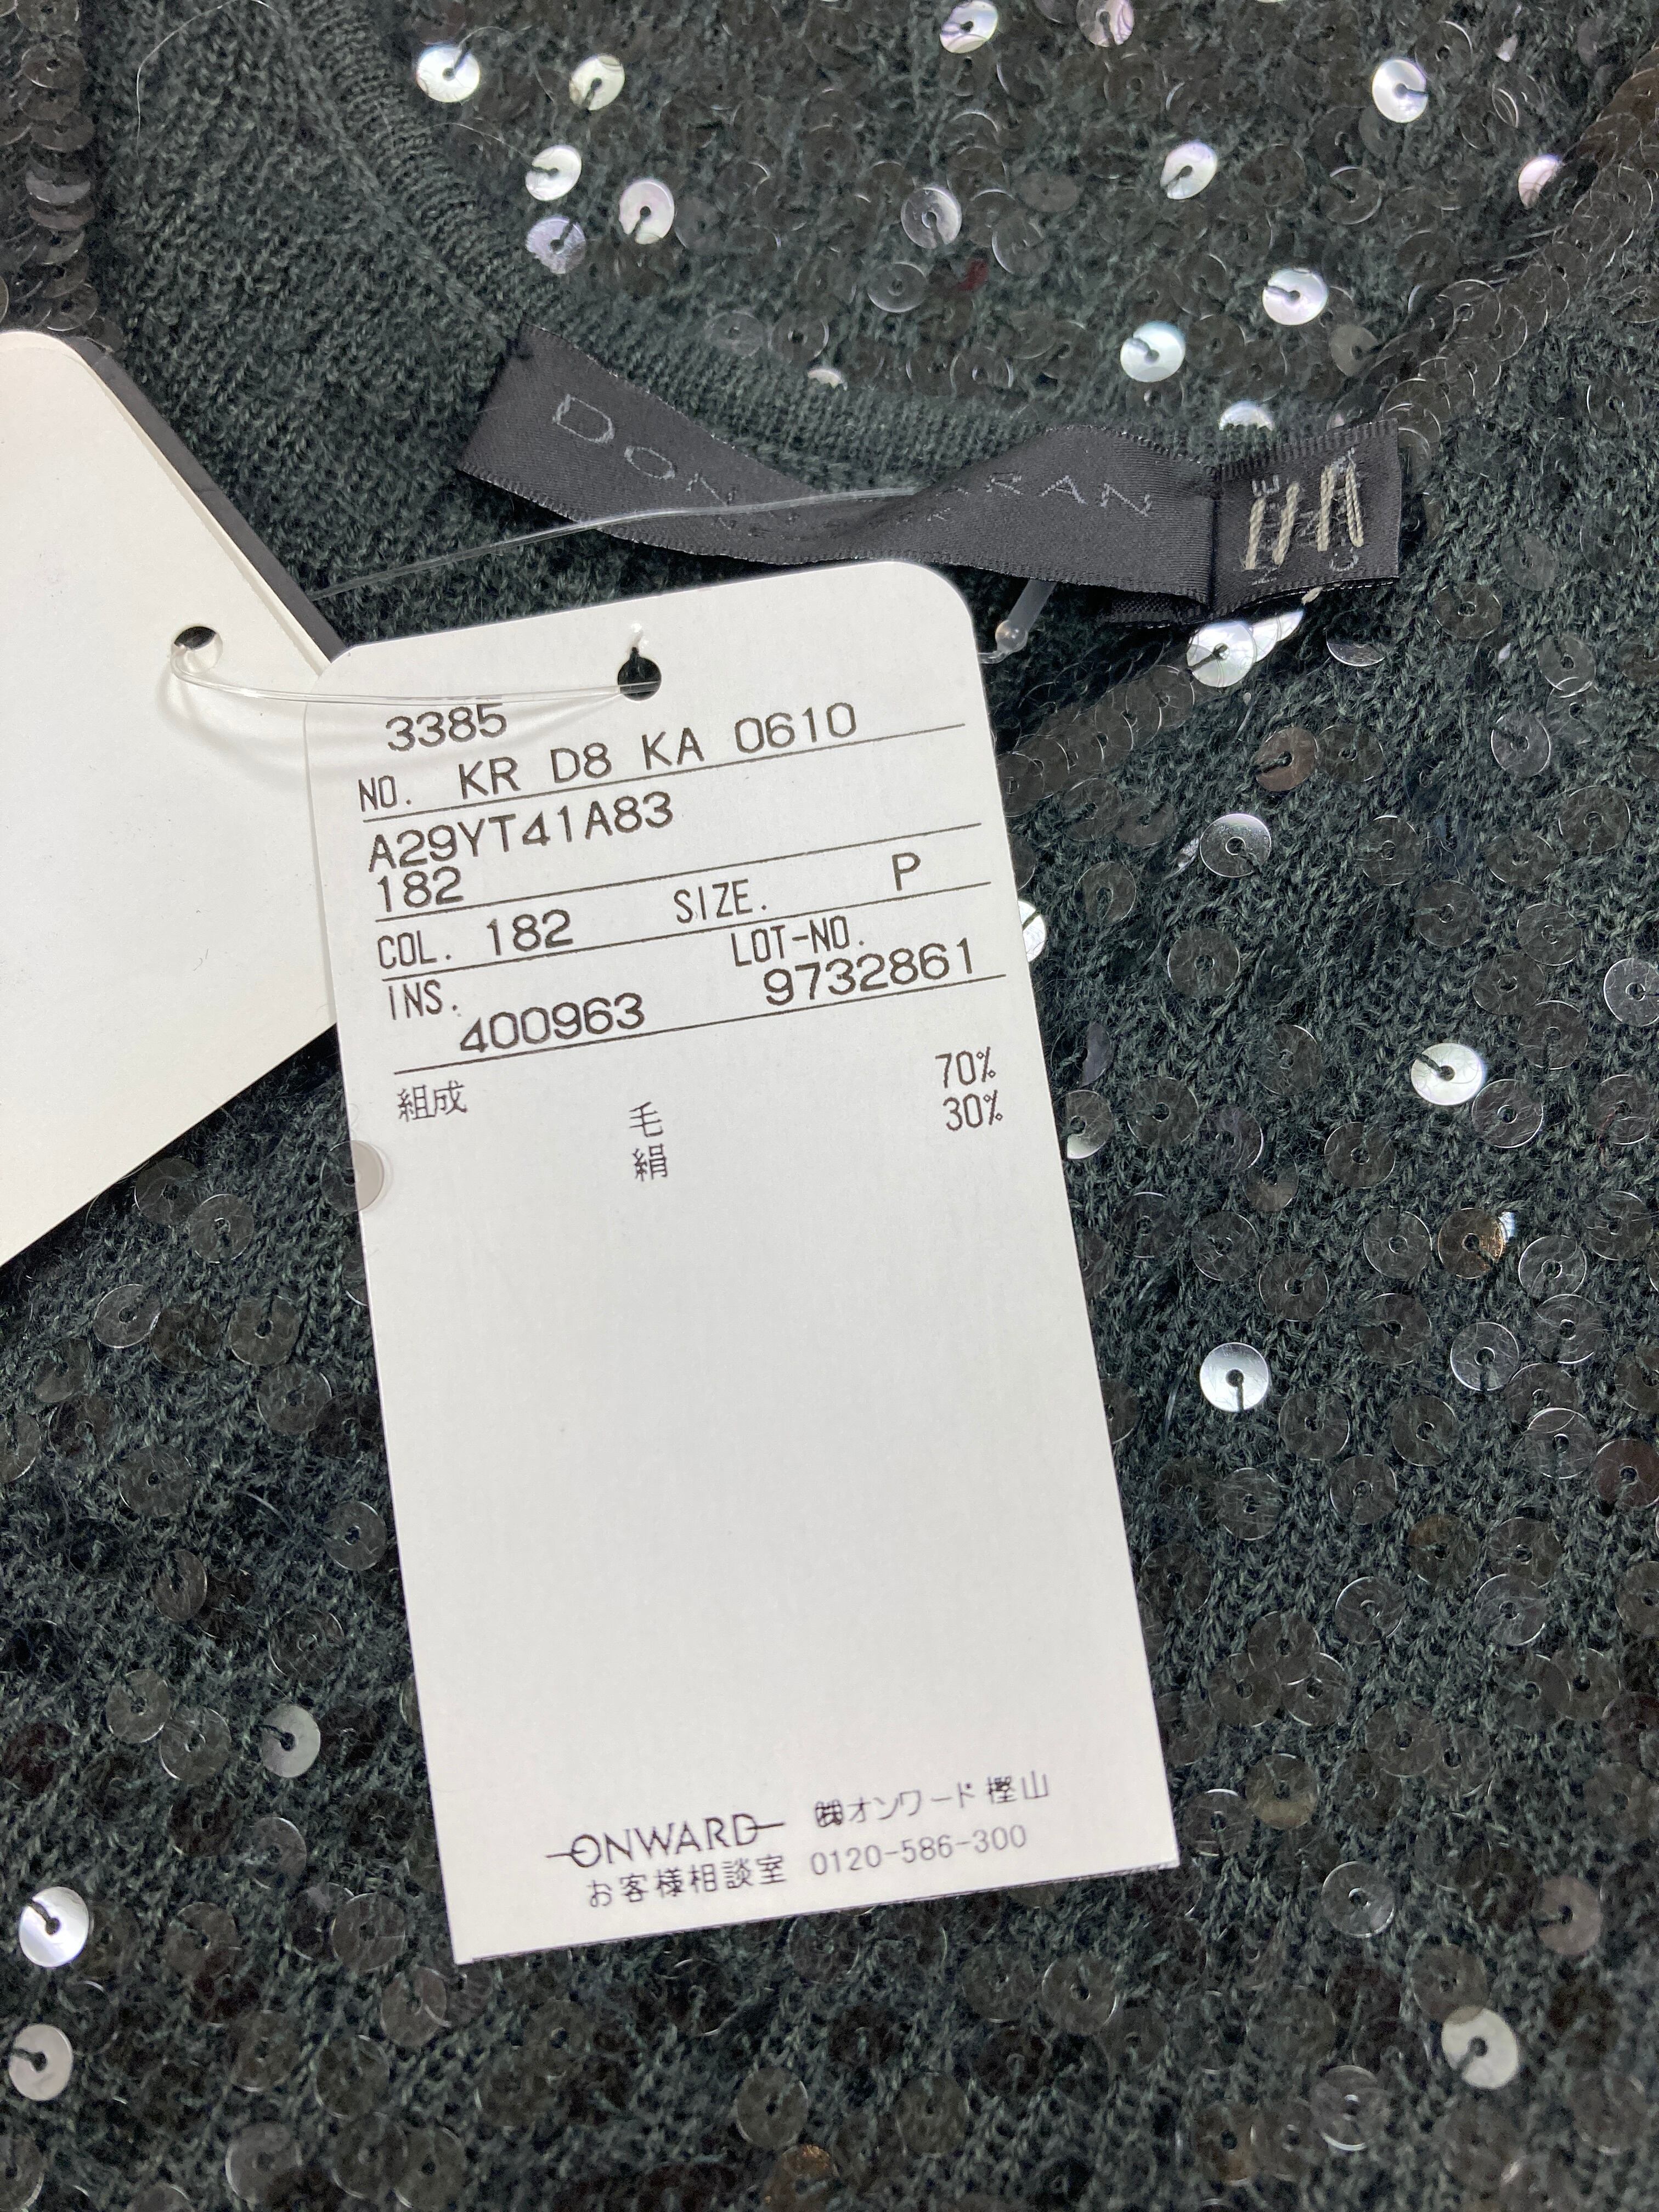 3385
NO. KR D8 KA 0610
A29YT41A83
182
COL. 182 SIZE. P
INS. 400963 LOT-NO. 9732861
組成 毛 70%
絹 30%
ONWARD ㈱オンワード樫山
お客様相談室 0120-586-300